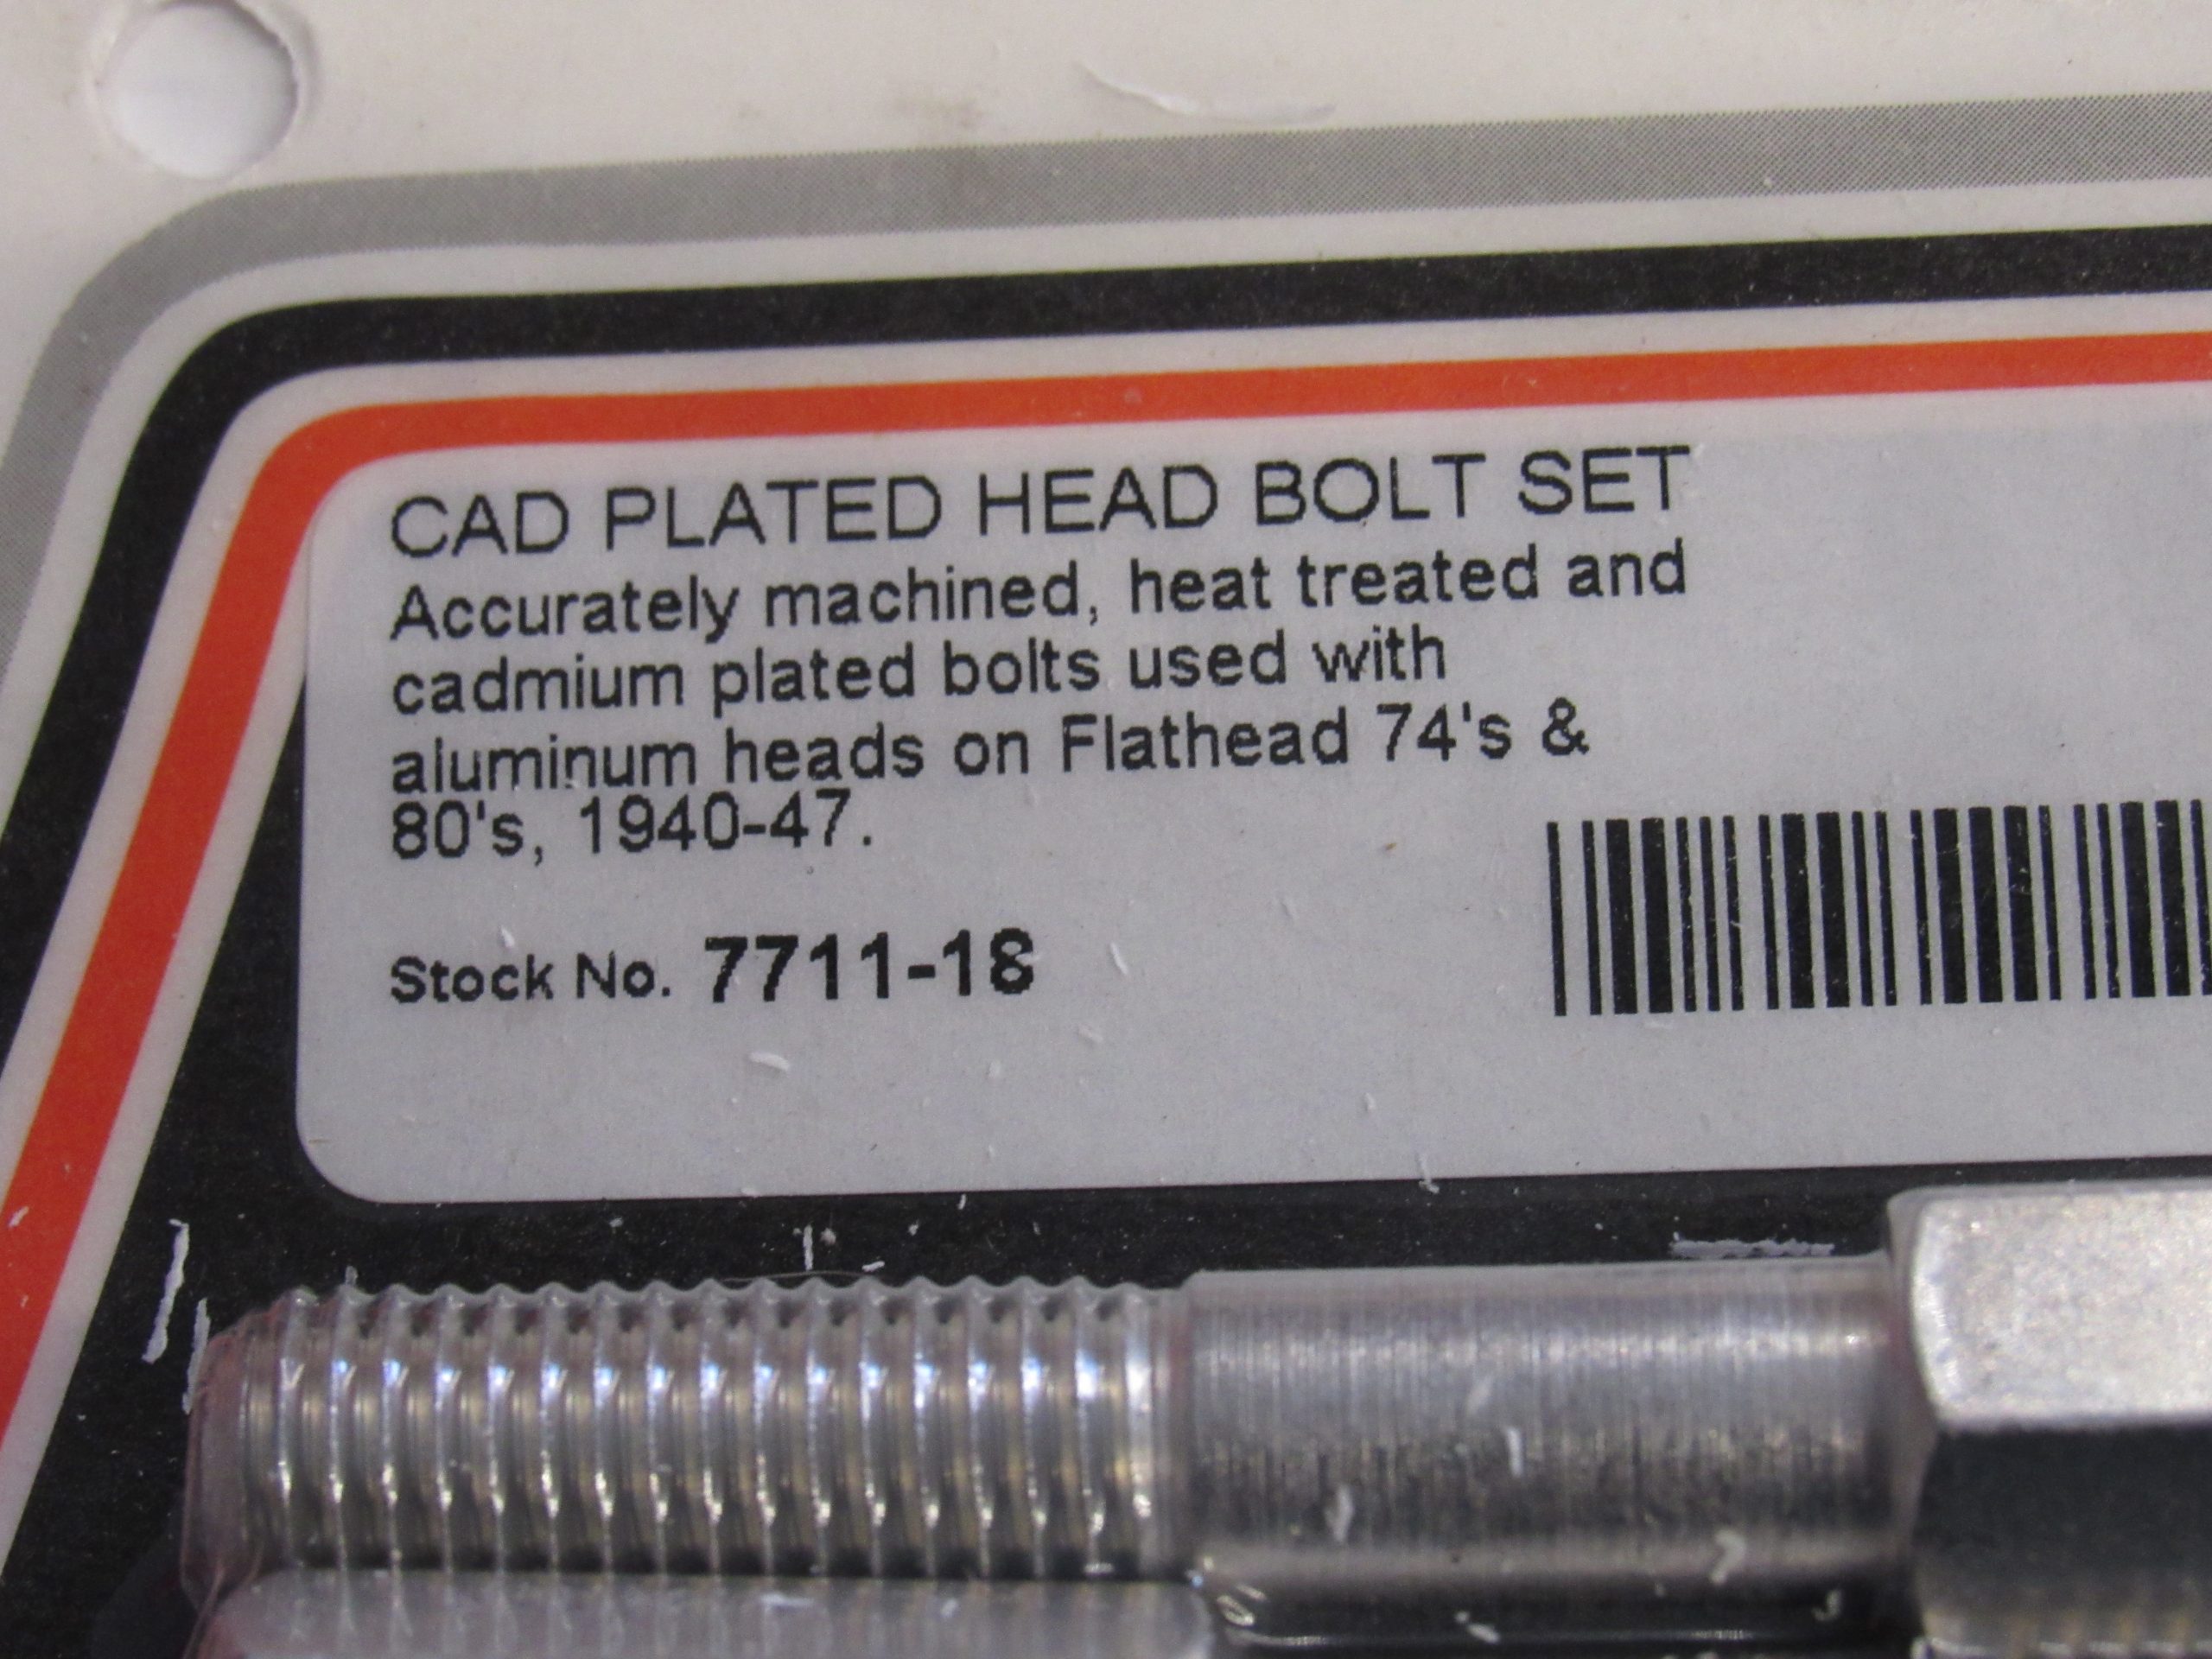 CAD PLATED HEAD BOLT SET
Accurately machined, heat treated and
cadmium plated bolts used with
aluminum heads on Flathead 74's &
80's, 1940-47.
Stock No. 7711-18